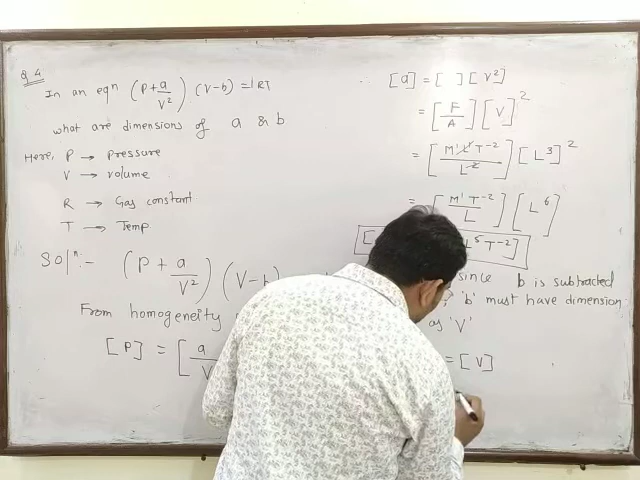 Q.4
In an eqn (P + a/V²) (V-b) = RT
what are dimensions of a & b
Here, P → pressure
V → volume
R → Gas constant
T → Temp
Solⁿ:- (P + a/V²) (V-b)
From homogeneity
[P] = [a/V
[a] = [ ] [V²]
= [F/A] [V]²
= [M¹L¹T⁻²/L²] [L³]²
= [M¹T⁻²/L] [L⁶]
L⁵T⁻²]
since b is subtracted
'b' must have dimension
as 'V'
= [V]